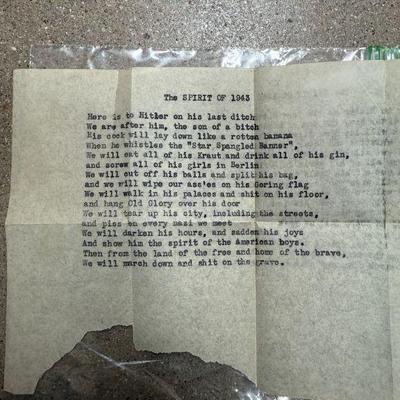 The SPIRIT OF 1943
Here is to Hitler on his last ditch
We are after him, the son of a bitch
His cock will lay down like a rotten banana
When he whistles the "Star Spangled Banner",
We will eat all of his Kraut and drink all of his gin,
and screw all of his girls in Berlin
We will cut off his balls and split his bag,
and we will wipe our ass'es on his Goring flag
We will walk in his palaces and shit on his floor,
and hang Old Glory over his door
We will tear up his city, including the streets,
and piss on every nazi we meet
We will darken his hours, and sadden his joys
And show him the spirit of the American boys.
Then from the land of the free and home of the brave,
We will march down and shit on the grave.